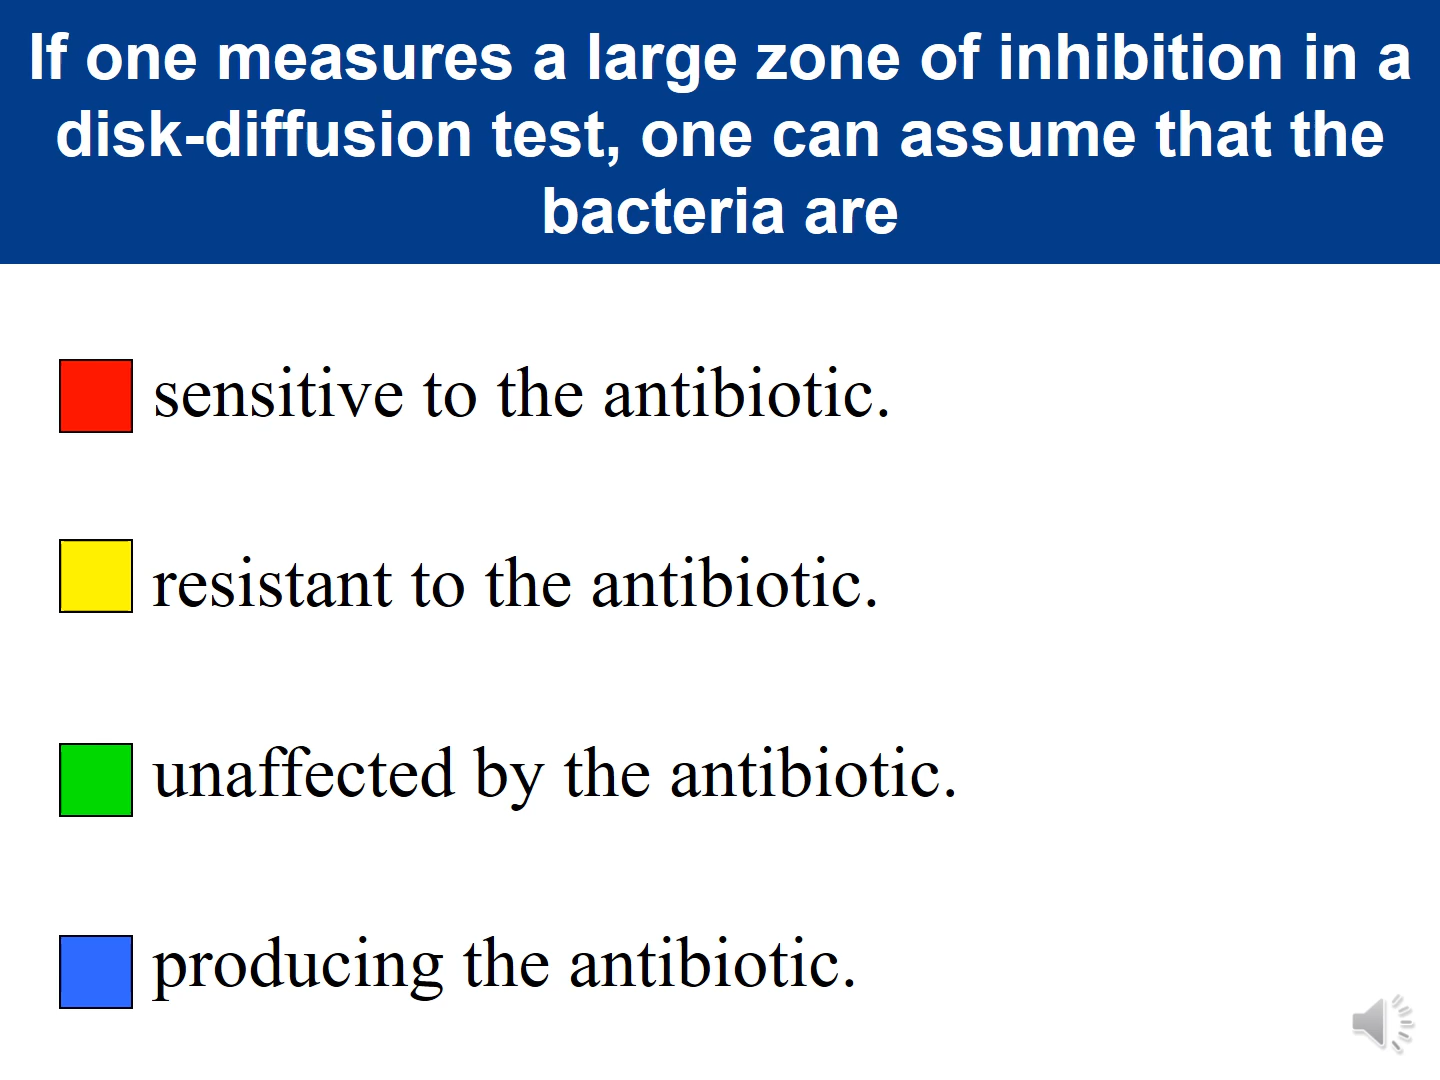 If one measures a large zone of inhibition in a
disk-diffusion test, one can assume that the
bacteria are
sensitive to the antibiotic.
resistant to the antibiotic.
unaffected by the antibiotic.
producing the antibiotic.